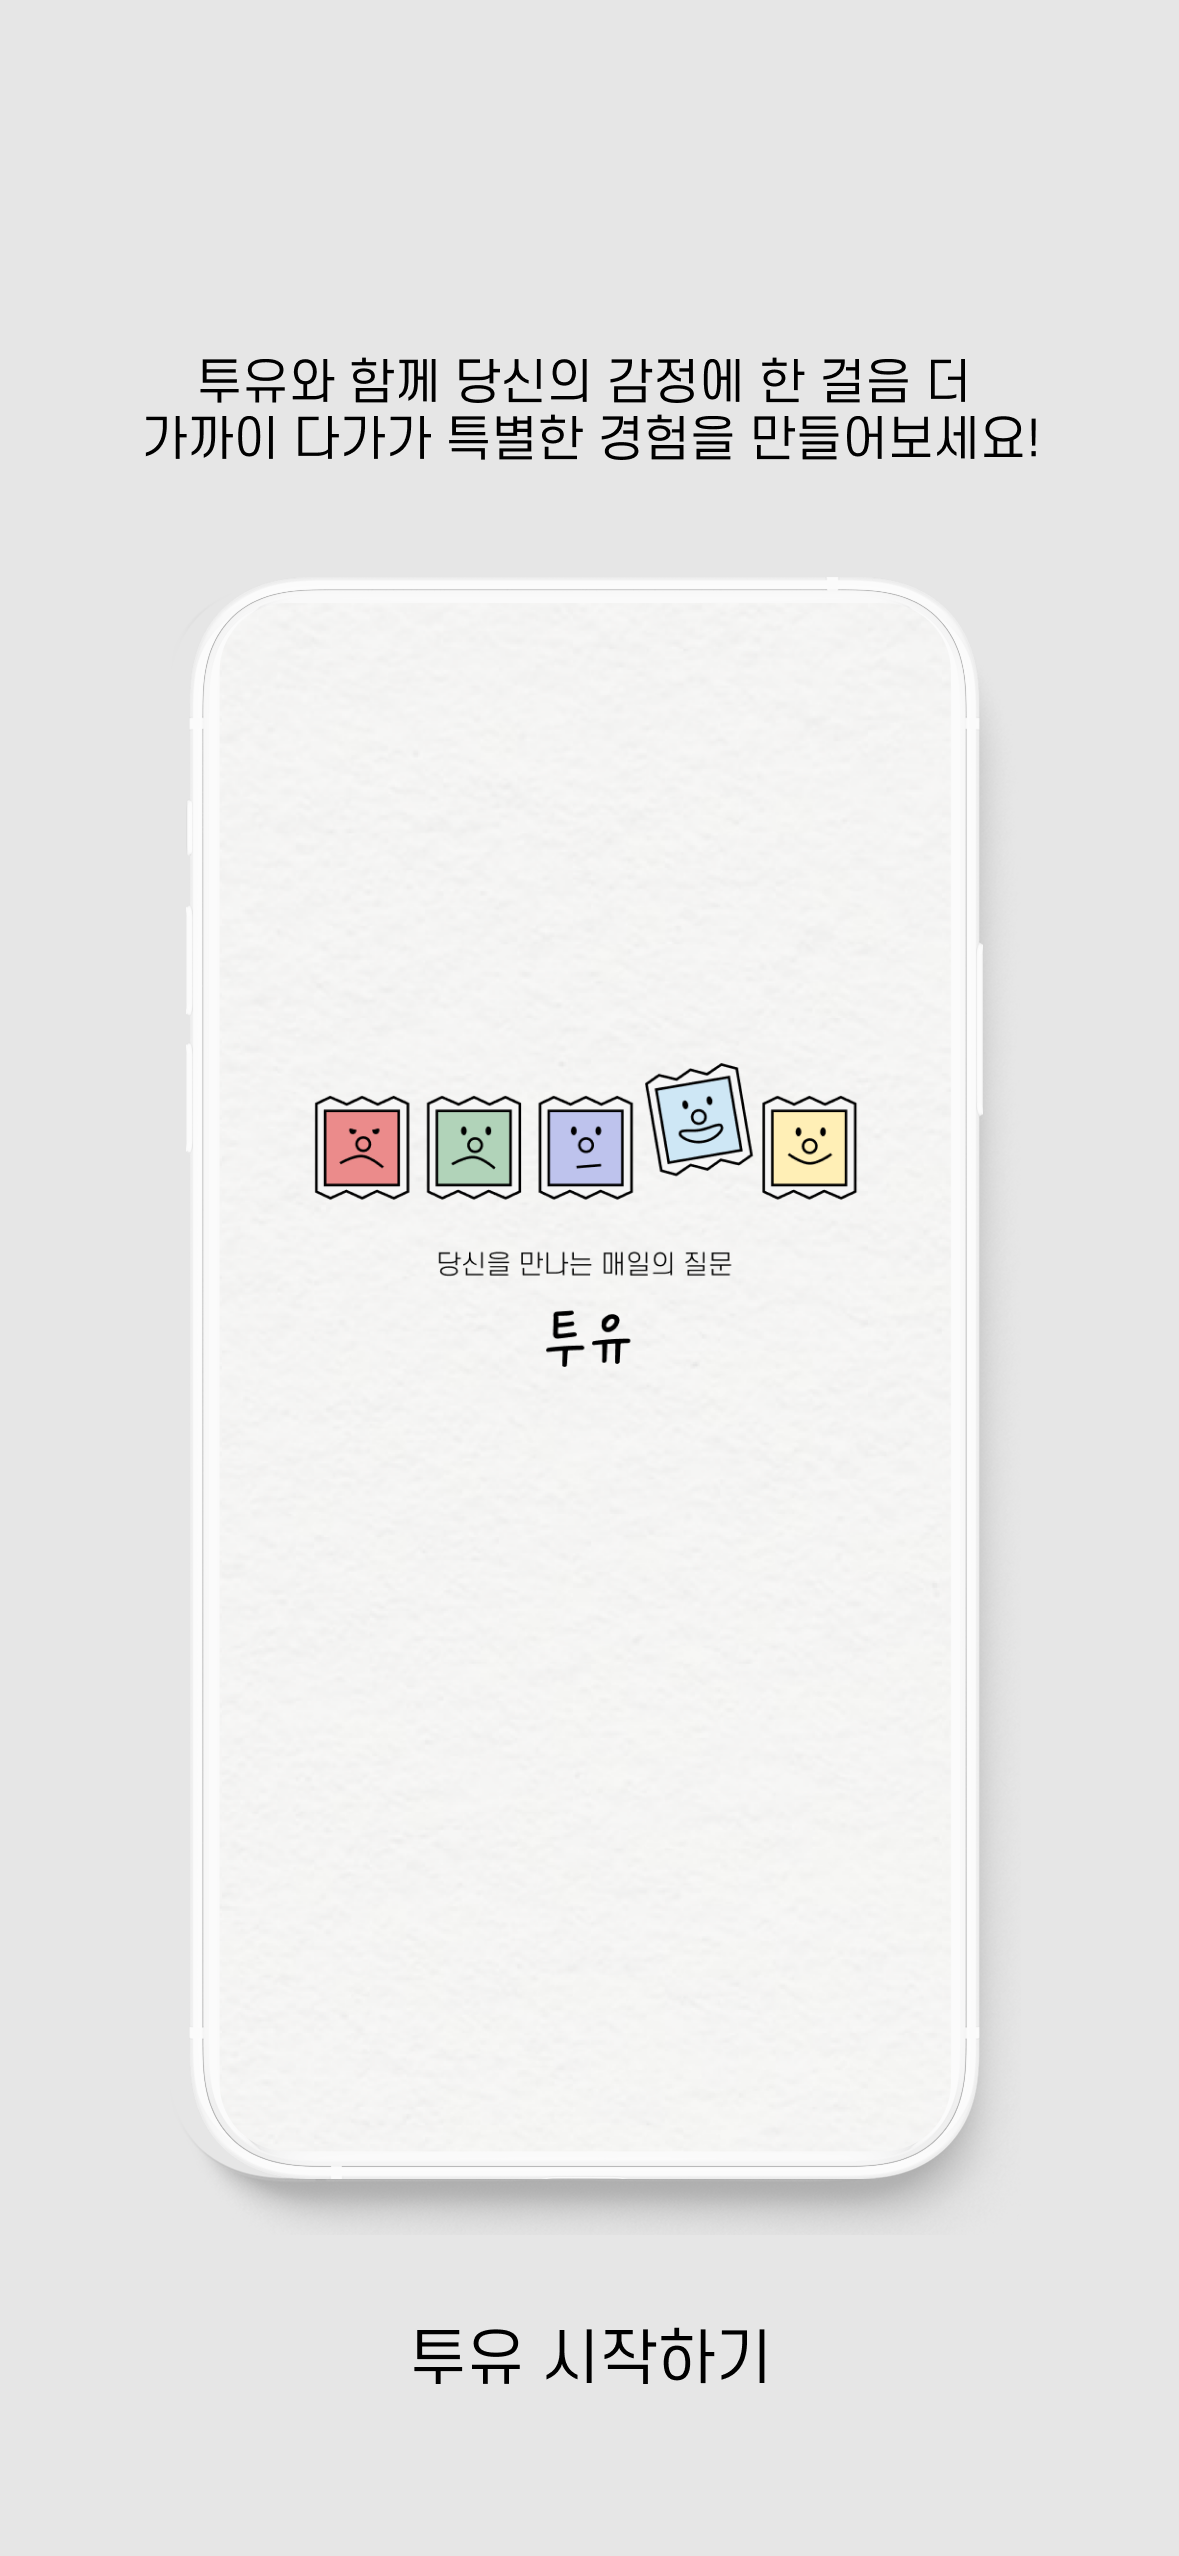 투유와 함께 당신의 감정에 한 걸음 더
가까이 다가가 특별한 경험을 만들어보세요!
당신을 만나는 매일의 질문
투유
투유 시작하기